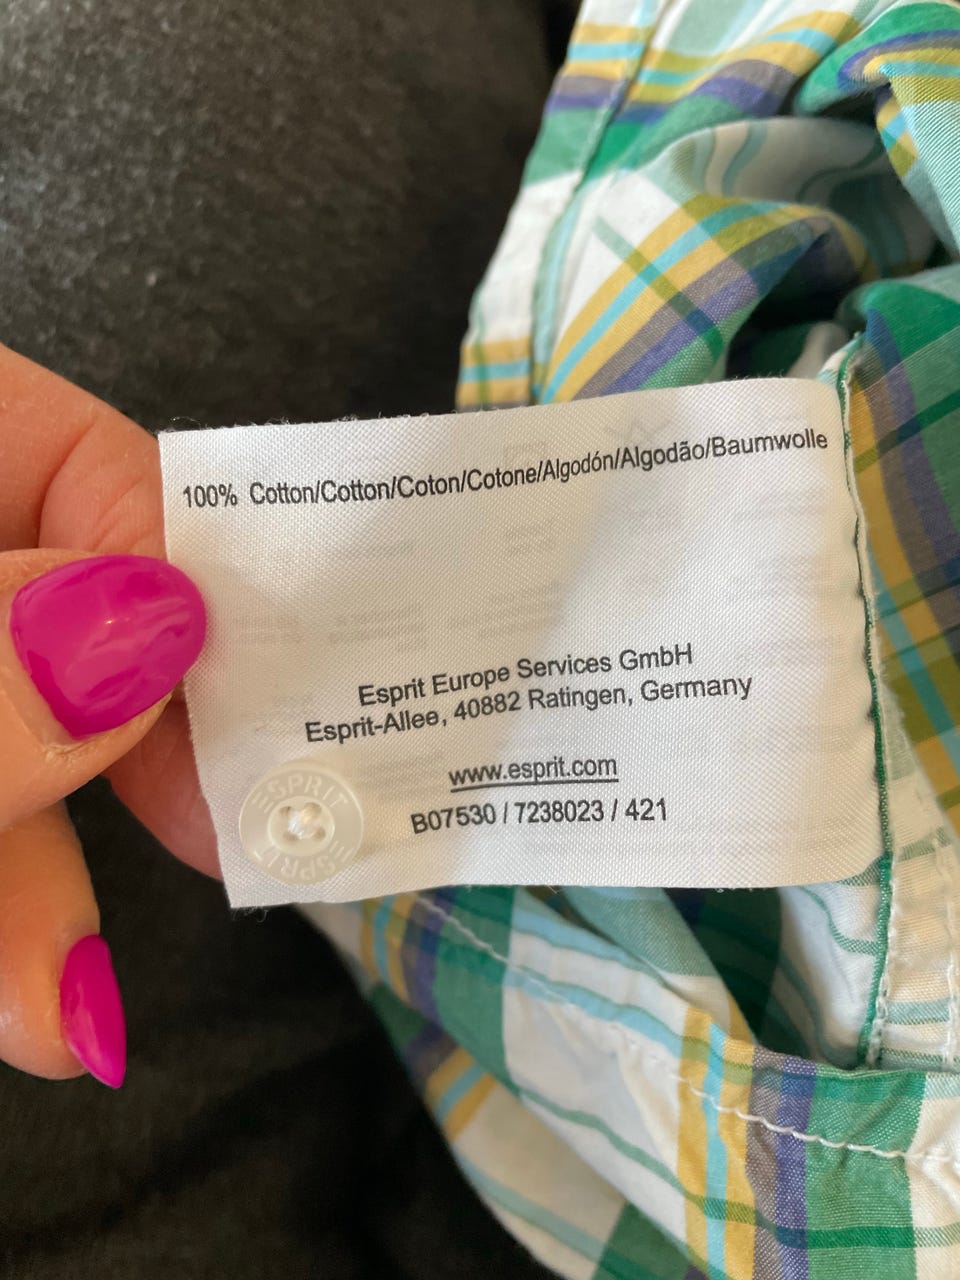 100% Cotton/Cotton/Coton/Cotone/Algodón/Algodão/Baumwolle
Esprit Europe Services GmbH
Esprit-Allee, 40882 Ratingen, Germany
www.esprit.com
B07530 / 7238023 / 421
ESPRIT
ESPRIT